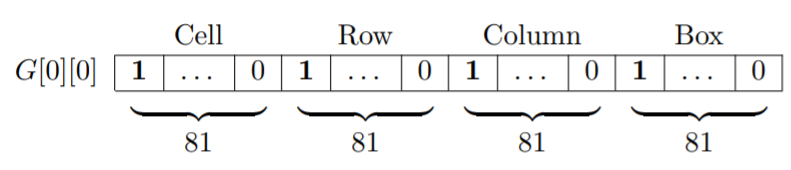 Cell Row Column Box
G[0][0] 1 ... 0 1 ... 0 1 ... 0 1 ... 0
81 81 81 81